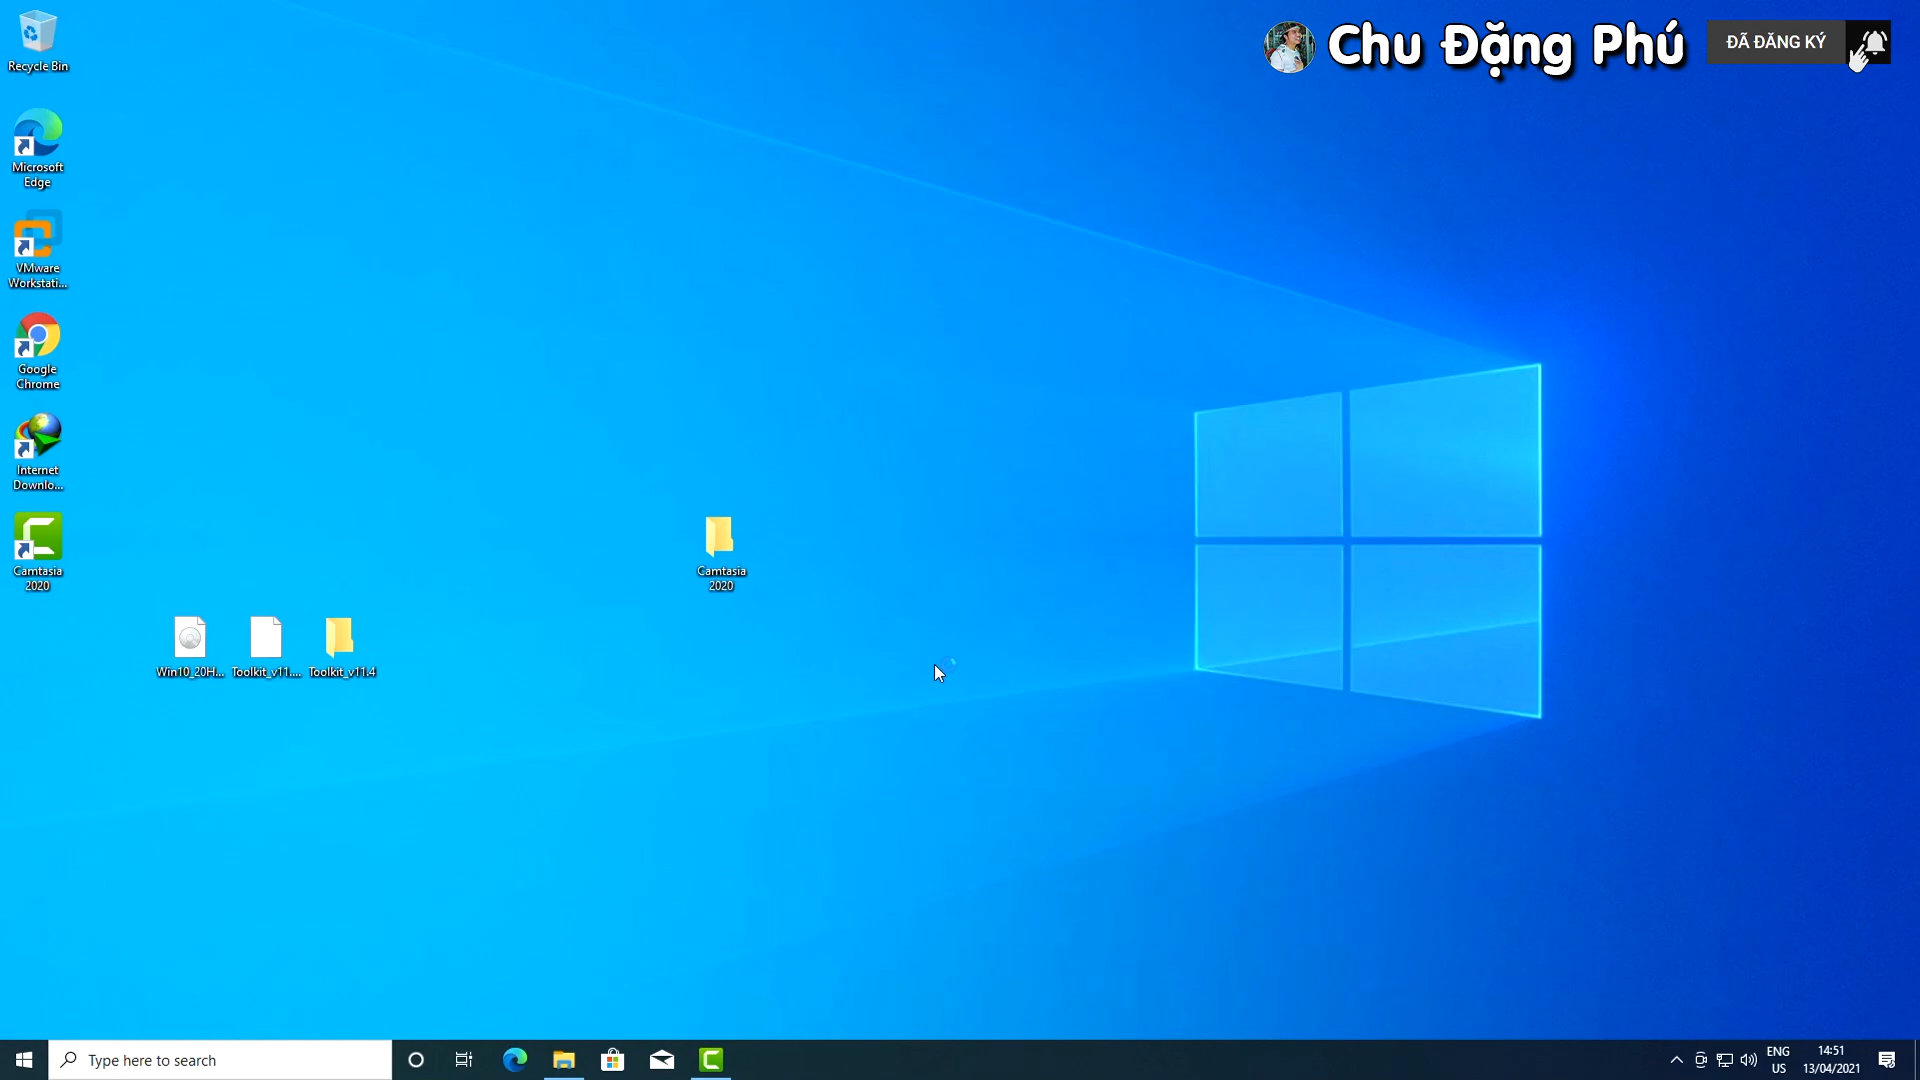 Recycle Bin
Chu Đặng Phú
ĐÃ ĐĂNG KÝ
Microsoft
Edge
VMware
Workstati...
Google
Chrome
Internet
Downlo...
Camtasia
2020
Camtasia
2020
Win10_20H...
Toolkit_v11....
Toolkit_v11.4
Type here to search
ENG
US
14:51
13/04/2021